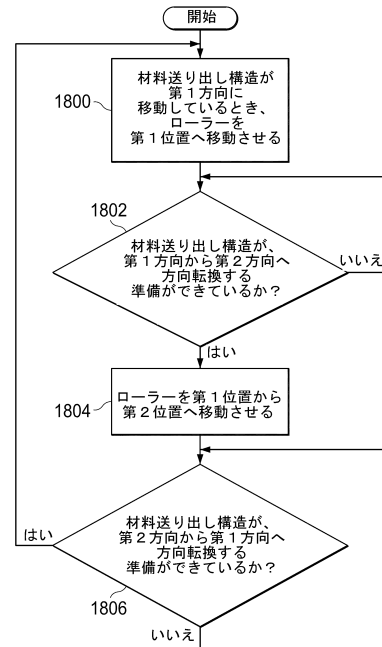 開始
材料送り出し構造が
第１方向に
移動しているとき、
ローラーを
第１位置へ移動させる
1800
1802
材料送り出し構造が、
第１方向から第２方向へ
方向転換する
準備ができているか？
いいえ
はい
ローラーを第１位置から
第２位置へ移動させる
1804
はい
材料送り出し構造が、
第２方向から第１方向へ
方向転換する
準備ができているか？
1806
いいえ